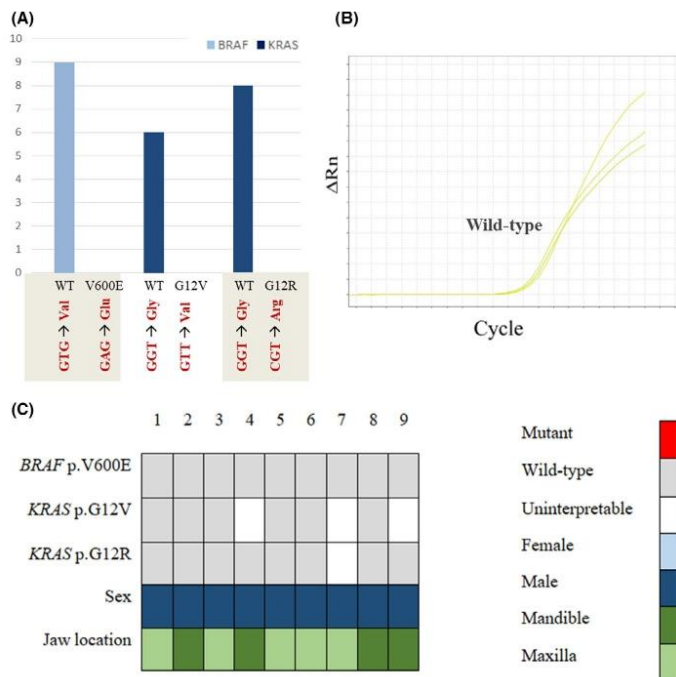 (A)
BRAF KRAS
10
9
8
7
6
5
4
3
2
1
0
WT V600E WT G12V WT G12R
GTG → Val
GAG → Glu
GGT → Gly
GTT → Val
GGT → Gly
CGT → Arg
(B)
ΔRn
Wild-type
Cycle
(C)
1 2 3 4 5 6 7 8 9
BRAF p.V600E
KRAS p.G12V
KRAS p.G12R
Sex
Jaw location
Mutant
Wild-type
Uninterpretable
Female
Male
Mandible
Maxilla